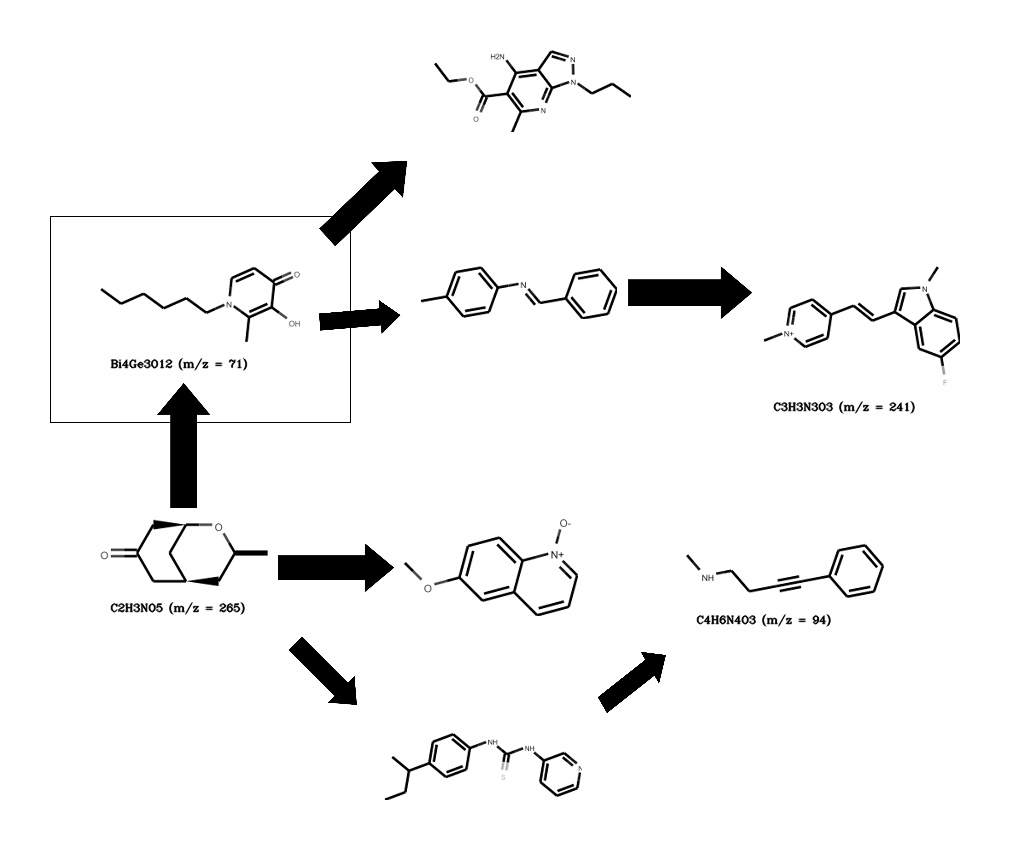 H2N
N
O
N
O
N
O
N
OH
Bi4Ge3O12 (m/z = 71)
N
N
N+
F
C3H3N3O3 (m/z = 241)
O
O
C2H3NO5 (m/z = 265)
O-
N+
O
NH
C4H6N4O3 (m/z = 94)
NH
NH
S
N